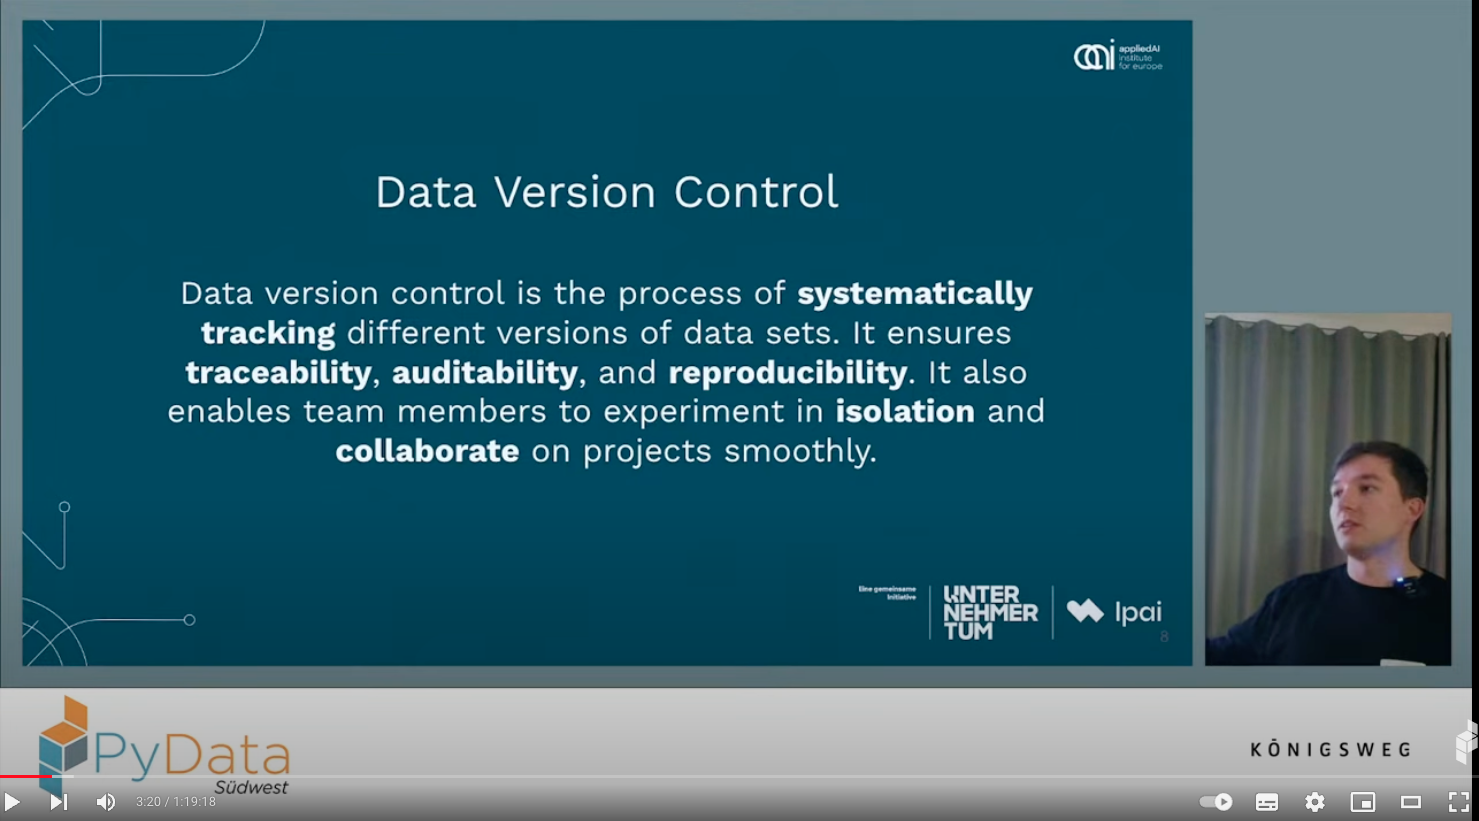 appliedAI
institute
for europe
Data Version Control
Data version control is the process of systematically
tracking different versions of data sets. It ensures
traceability, auditability, and reproducibility. It also
enables team members to experiment in isolation and
collaborate on projects smoothly.
Eine gemeinsame
Initiative
UNTER
NEHMER
TUM
Ipai
8
PyData
Südwest
KÖNIGSWEG
3:20 / 1:19:18